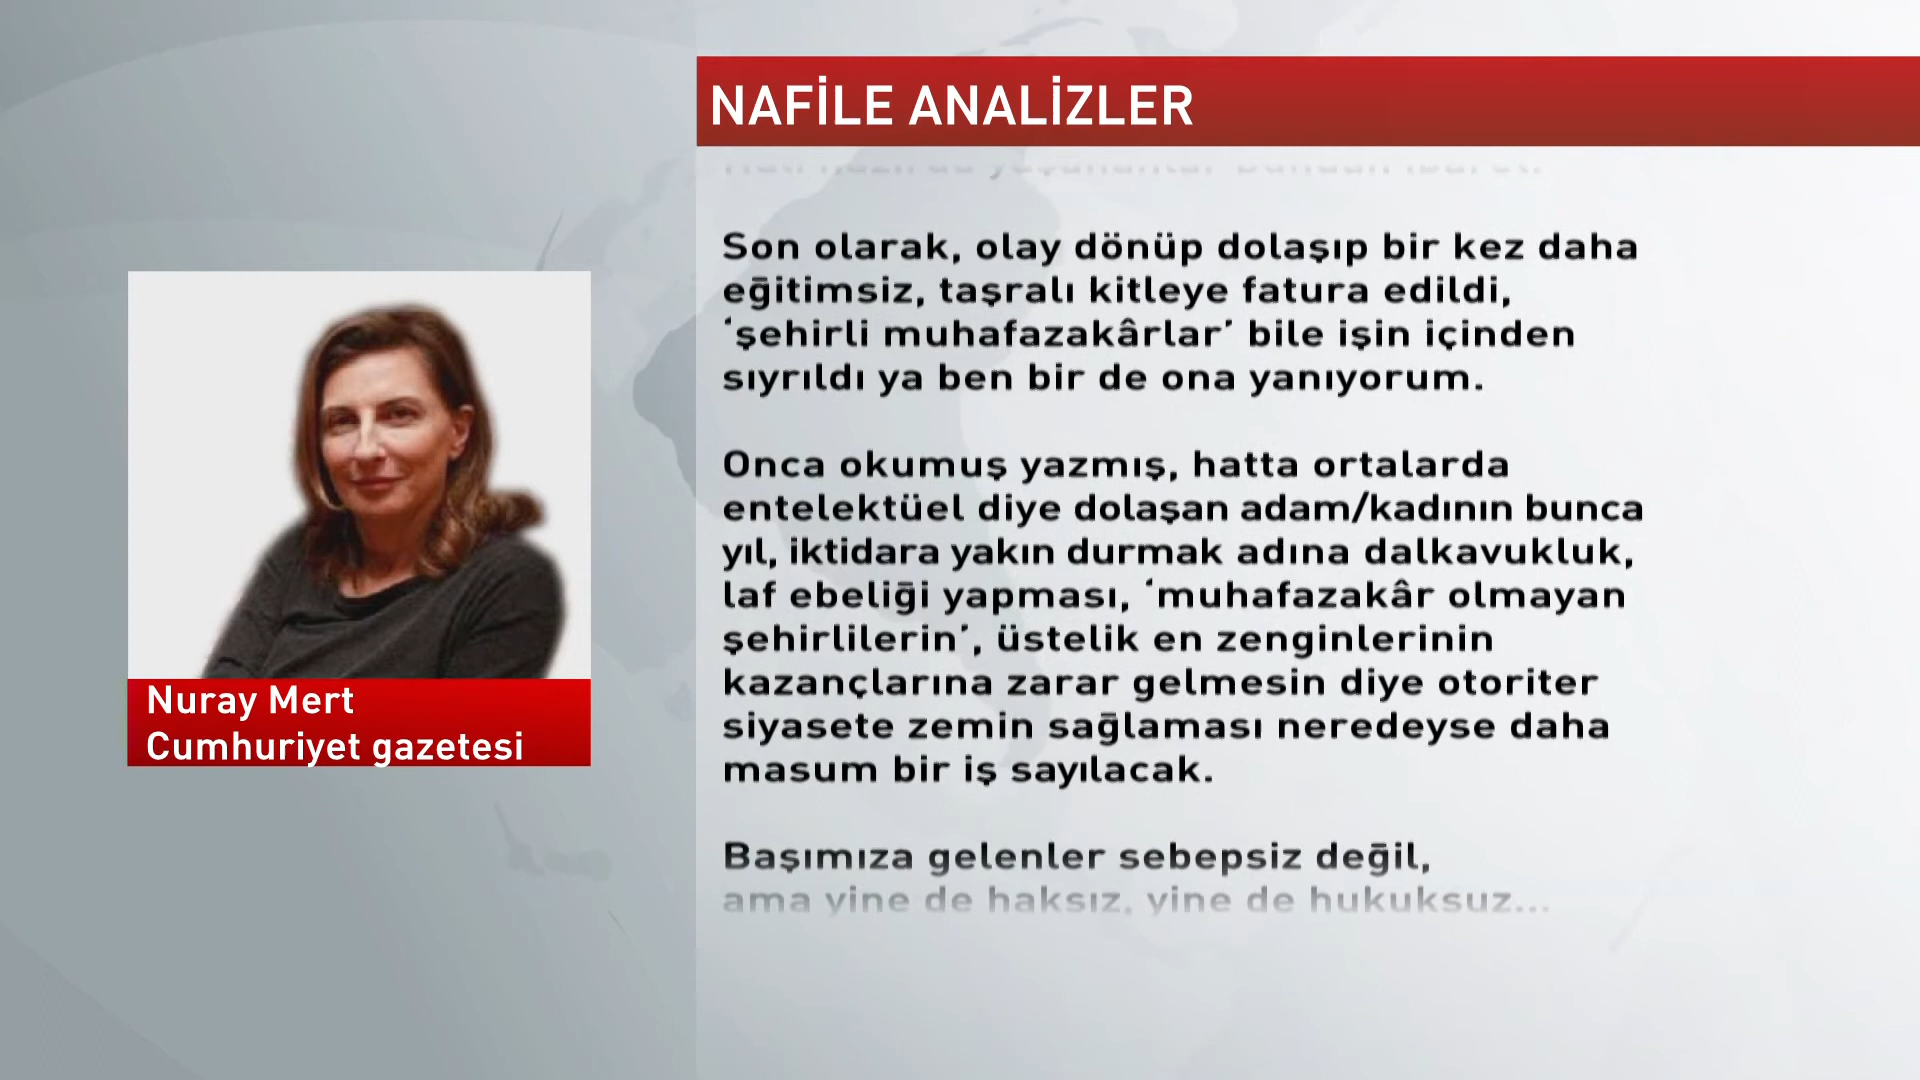 NAFİLE ANALİZLER
Son olarak, olay dönüp dolaşıp bir kez daha
eğitimsiz, taşralı kitleye fatura edildi,
‘şehirli muhafazakârlar’ bile işin içinden
sıyrıldı ya ben bir de ona yanıyorum.
Onca okumuş yazmış, hatta ortalarda
entelektüel diye dolaşan adam/kadının bunca
yıl, iktidara yakın durmak adına dalkavukluk,
laf ebeliği yapması, ‘muhafazakâr olmayan
şehirlilerin’, üstelik en zenginlerinin
kazançlarına zarar gelmesin diye otoriter
siyasete zemin sağlaması neredeyse daha
masum bir iş sayılacak.
Başımıza gelenler sebepsiz değil,
ama yine de haksız, yine de hukuksuz...
Nuray Mert
Cumhuriyet gazetesi